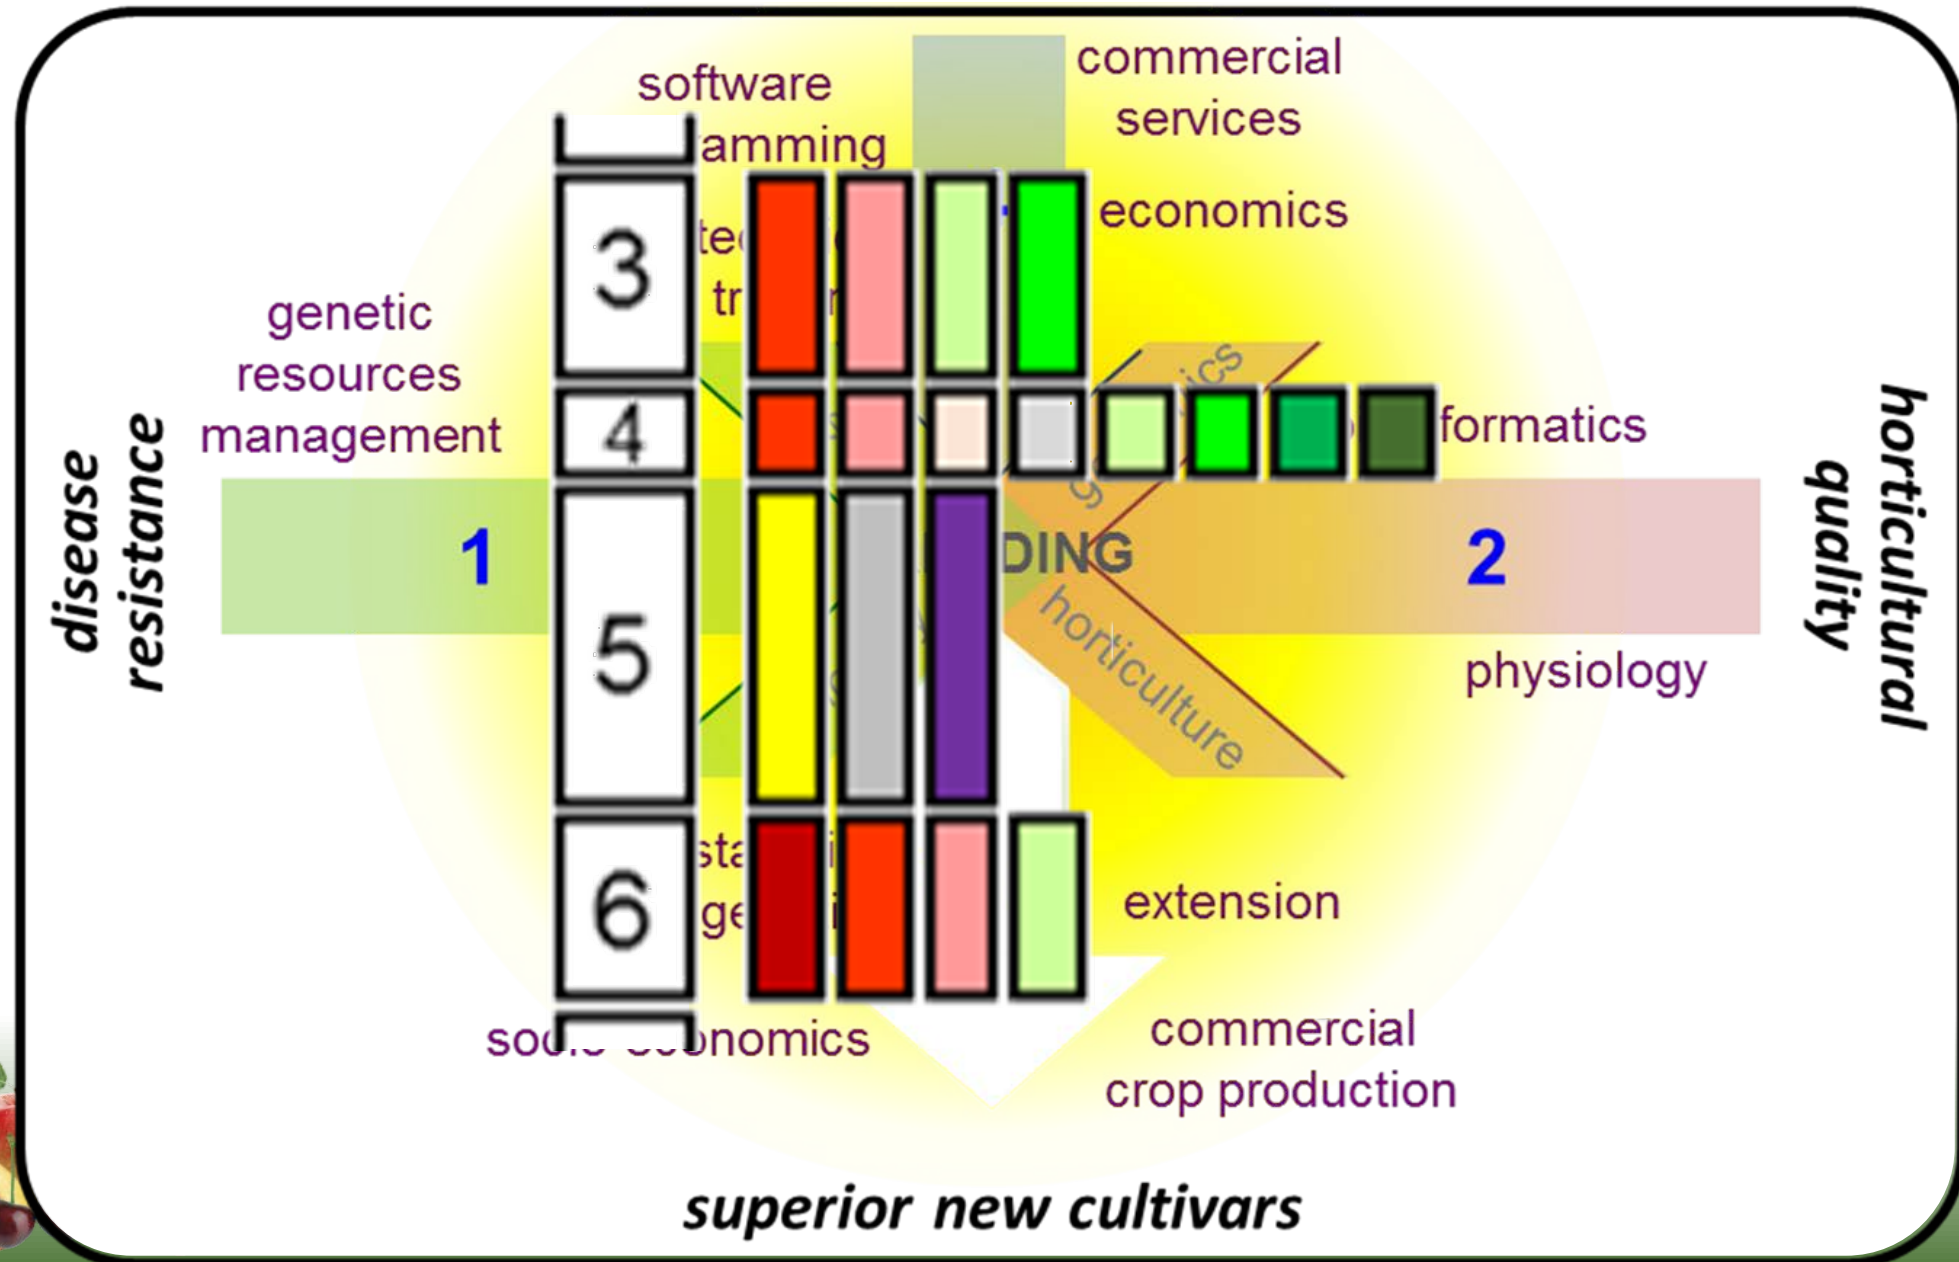 software
commercial
services
amming
economics
3
genetic
resources
management
ics
4
formatics
disease
resistance
horticultural
quality
1
DING
2
horticulture
5
physiology
6
extension
commercial
crop production
superior new cultivars